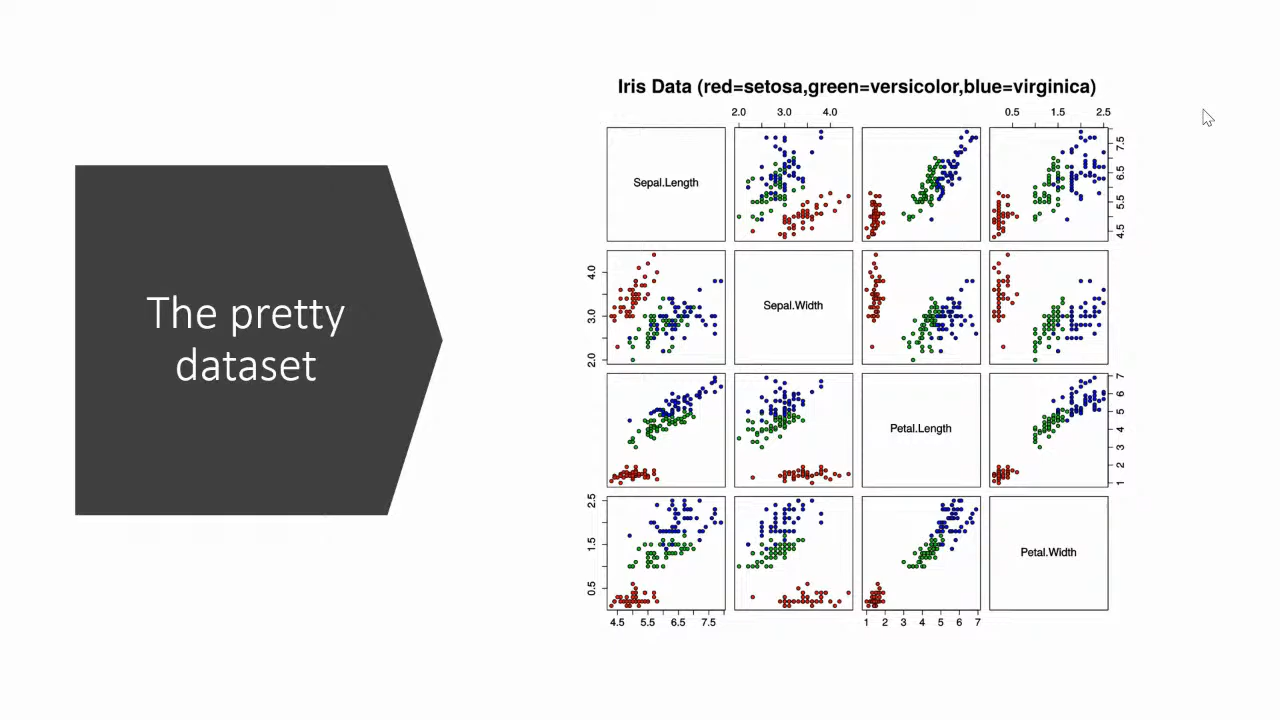 The pretty
dataset
Iris Data (red=setosa,green=versicolor,blue=virginica)
2.0 3.0 4.0
0.5 1.5 2.5
Sepal.Length
4.5 5.5 6.5 7.5
2.0 3.0 4.0
Sepal.Width
Petal.Length
1 2 3 4 5 6 7
0.5 1.5 2.5
Petal.Width
4.5 5.5 6.5 7.5
1 2 3 4 5 6 7